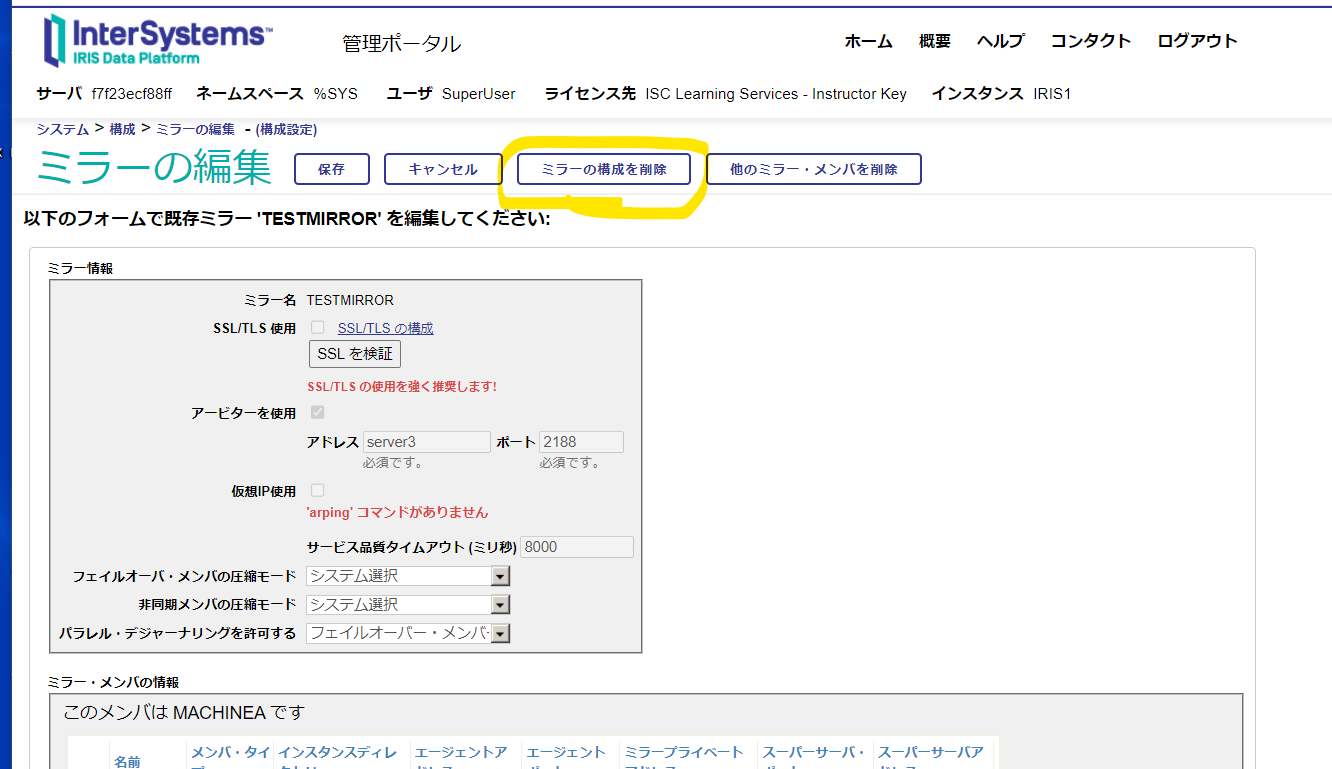 InterSystems™
IRIS Data Platform
管理ポータル
ホーム 概要 ヘルプ コンタクト ログアウト
サーバ f7f23ecf88ff ネームスペース %SYS ユーザ SuperUser ライセンス先 ISC Learning Services - Instructor Key インスタンス IRIS1
システム > 構成 > ミラーの編集 - (構成設定)
ミラーの編集 保存 キャンセル ミラーの構成を削除 他のミラー・メンバを削除
以下のフォームで既存ミラー 'TESTMIRROR' を編集してください:
ミラー情報
ミラー名 TESTMIRROR
SSL/TLS 使用 SSL/TLS の構成
SSL を検証
SSL/TLS の使用を強く推奨します!
アービターを使用
アドレス server3 ポート 2188
必須です。 必須です。
仮想IP使用
'arping' コマンドがありません
サービス品質タイムアウト (ミリ秒) 8000
フェイルオーバ・メンバの圧縮モード システム選択
非同期メンバの圧縮モード システム選択
パラレル・デジャーナリングを許可する フェイルオーバー・メンバ
ミラー・メンバの情報
このメンバは MACHINEA です
名前 メンバ・タイ インスタンスディレ エージェントア エージェント ミラープライベート スーパーサーバ・ スーパーサーバア